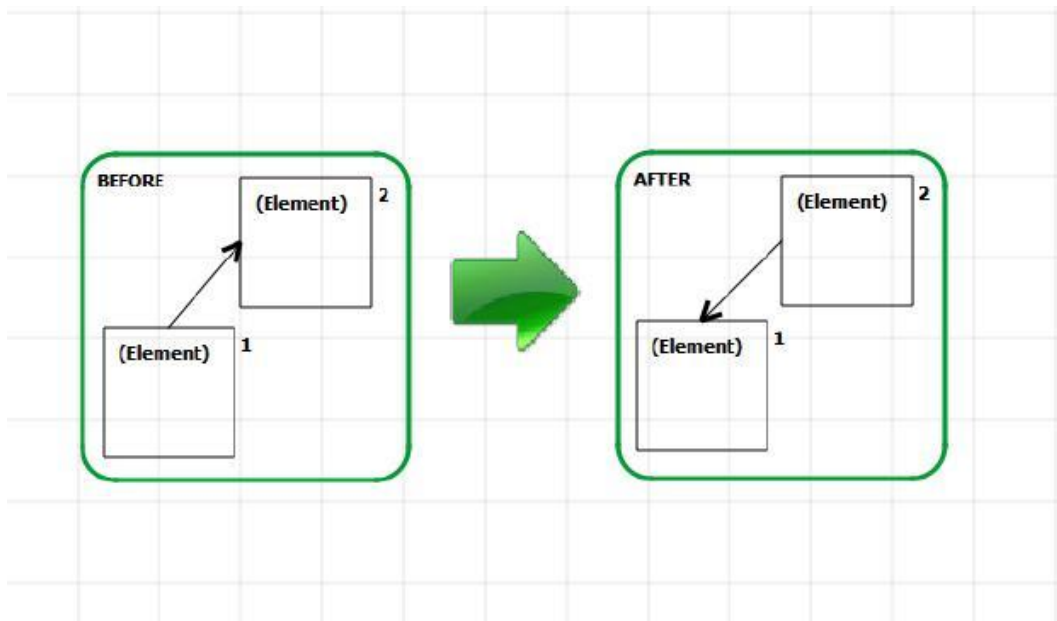 BEFORE
(Element)
2
(Element)
1
AFTER
(Element)
2
(Element)
1